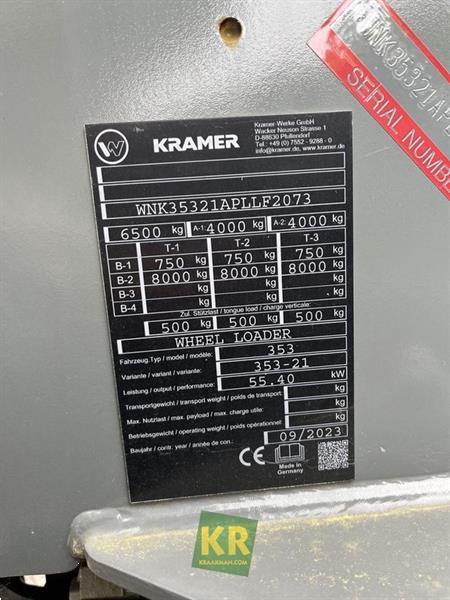 WNK35321AP
SERIAL NUMB
KRAMER
Kramer-Werke GmbH
Wacker Neuson Strasse 1
D-88630 Pfullendorf
Tel.: +49 (0) 7552 - 9288 - 0
info@kramer.de / www.kramer.de
WNK35321APLLF2073
6500 kg A-1: 4000 kg A-2: 4000 kg
T-1 T-2 T-3
B-1 750 kg 750 kg 750 kg
B-2 8000 kg 8000 kg 8000 kg
B-3 kg kg kg
B-4 kg kg kg
Zul. Stützlast / tongue load / charge verticale:
500 kg 500 kg 500 kg
WHEEL LOADER
Fahrzeug.Typ / model / modèle: 353
Variante / variant / variante: 353-21
Leistung / output / performance: 55.40 kW
Transportgewicht / transport weight / poids de transport: kg
Max. Nutzlast / max. payload / max. charge utile: kg
Betriebsgewicht / operating weight / poids opérationnel: kg
Baujahr / contr. year / année de con.: 09/2023
CE
Made in
Germany
KR
KRAAKMAN.COM